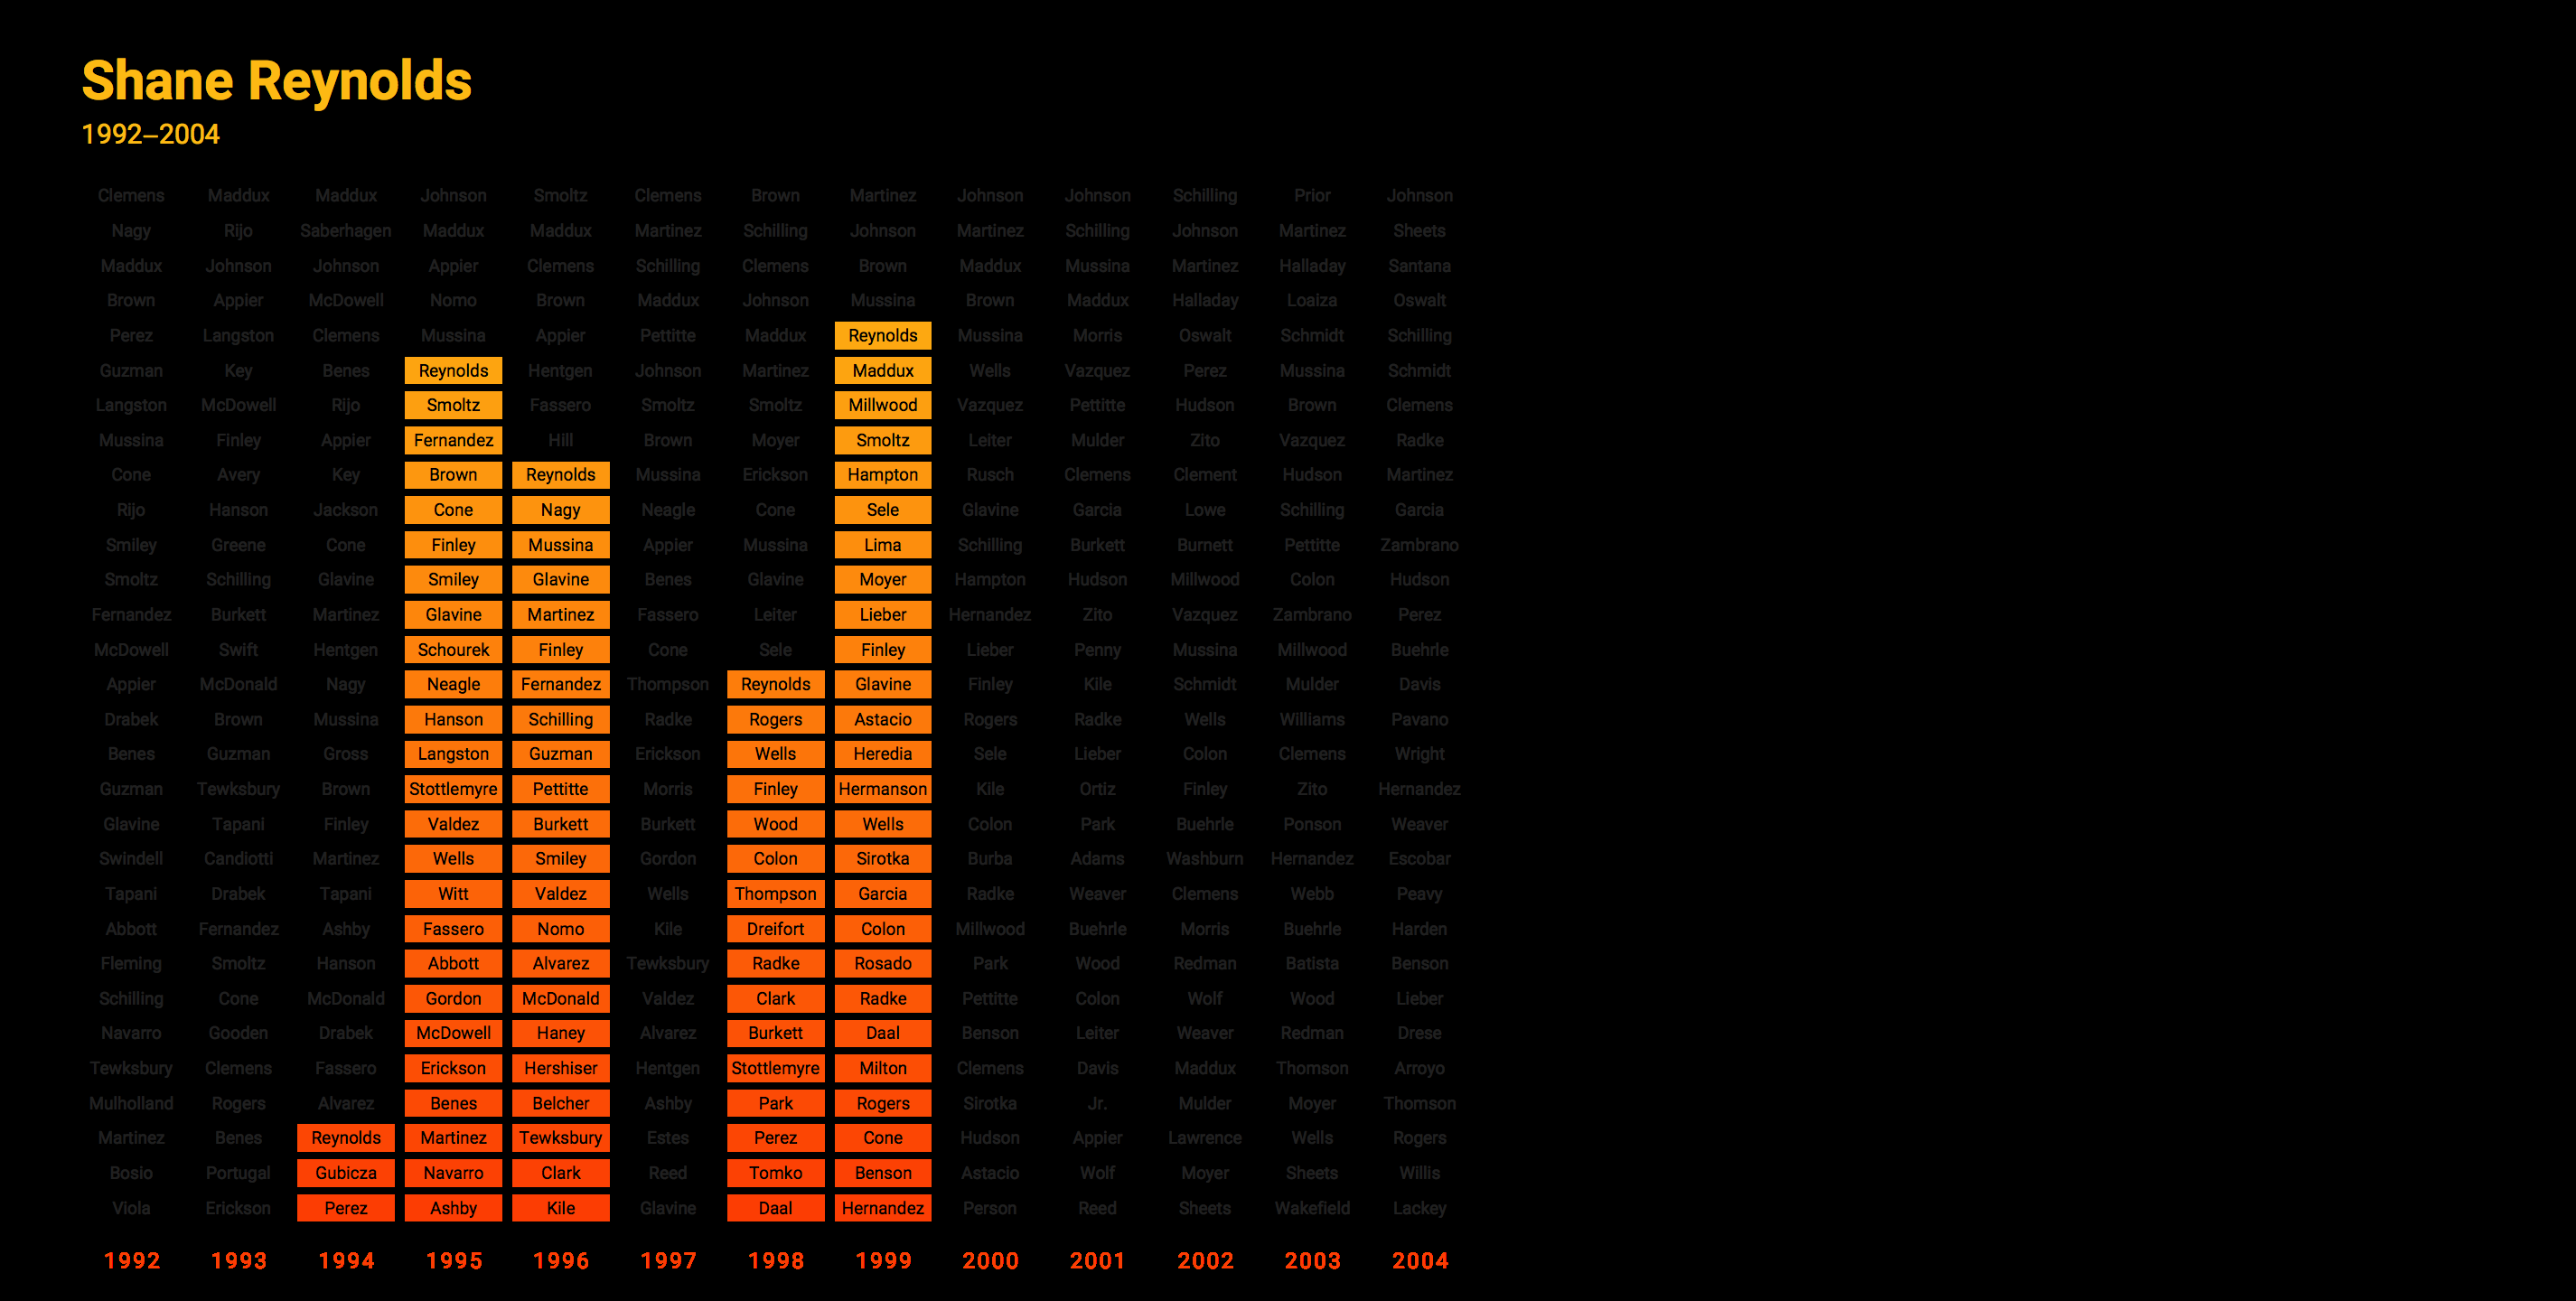 Shane Reynolds
1992–2004
Clemens Maddux Maddux Johnson Smoltz Clemens Brown Martinez Johnson Johnson Schilling Prior Johnson
Nagy Rijo Saberhagen Maddux Maddux Martinez Schilling Johnson Martinez Schilling Johnson Martinez Sheets
Maddux Johnson Johnson Appier Clemens Schilling Clemens Brown Maddux Mussina Martinez Halladay Santana
Brown Appier McDowell Nomo Brown Maddux Johnson Mussina Brown Maddux Halladay Loaiza Oswalt
Perez Langston Clemens Mussina Appier Pettitte Maddux Reynolds Mussina Morris Oswalt Schmidt Schilling
Guzman Key Benes Reynolds Hentgen Johnson Martinez Maddux Wells Vazquez Perez Mussina Schmidt
Langston McDowell Rijo Smoltz Fassero Smoltz Smoltz Millwood Vazquez Pettitte Hudson Brown Clemens
Mussina Finley Appier Fernandez Hill Brown Moyer Smoltz Leiter Mulder Zito Vazquez Radke
Cone Avery Key Brown Reynolds Mussina Erickson Hampton Rusch Clemens Clement Hudson Martinez
Rijo Hanson Jackson Cone Nagy Neagle Cone Sele Glavine Garcia Lowe Schilling Garcia
Smiley Greene Cone Finley Mussina Appier Mussina Lima Schilling Burkett Burnett Pettitte Zambrano
Smoltz Schilling Glavine Smiley Glavine Benes Glavine Moyer Hampton Hudson Millwood Colon Hudson
Fernandez Burkett Martinez Glavine Martinez Fassero Leiter Lieber Hernandez Zito Vazquez Zambrano Perez
McDowell Swift Hentgen Schourek Finley Cone Sele Finley Lieber Penny Mussina Millwood Buehrle
Appier McDonald Nagy Neagle Fernandez Thompson Reynolds Glavine Finley Kile Schmidt Mulder Davis
Drabek Brown Mussina Hanson Schilling Radke Rogers Astacio Rogers Radke Wells Williams Pavano
Benes Guzman Gross Langston Guzman Erickson Wells Heredia Sele Lieber Colon Clemens Wright
Guzman Tewksbury Brown Stottlemyre Pettitte Morris Finley Hermanson Kile Ortiz Finley Zito Hernandez
Glavine Tapani Finley Valdez Burkett Burkett Wood Wells Colon Park Buehrle Ponson Weaver
Swindell Candiotti Martinez Wells Smiley Gordon Colon Sirotka Burba Adams Washburn Hernandez Escobar
Tapani Drabek Tapani Witt Valdez Wells Thompson Garcia Radke Weaver Clemens Webb Peavy
Abbott Fernandez Ashby Fassero Nomo Kile Dreifort Colon Millwood Buehrle Morris Buehrle Harden
Fleming Smoltz Hanson Abbott Alvarez Tewksbury Radke Rosado Park Wood Redman Batista Benson
Schilling Cone McDonald Gordon McDonald Valdez Clark Radke Pettitte Colon Wolf Wood Lieber
Navarro Gooden Drabek McDowell Haney Alvarez Burkett Daal Benson Leiter Weaver Redman Drese
Tewksbury Clemens Fassero Erickson Hershiser Hentgen Stottlemyre Milton Clemens Davis Maddux Thomson Arroyo
Mulholland Rogers Alvarez Benes Belcher Ashby Park Rogers Sirotka Jr. Mulder Moyer Thomson
Martinez Benes Reynolds Martinez Tewksbury Estes Perez Cone Hudson Appier Lawrence Wells Rogers
Bosio Portugal Gubicza Navarro Clark Reed Tomko Benson Astacio Wolf Moyer Sheets Willis
Viola Erickson Perez Ashby Kile Glavine Daal Hernandez Person Reed Sheets Wakefield Lackey
1992 1993 1994 1995 1996 1997 1998 1999 2000 2001 2002 2003 2004